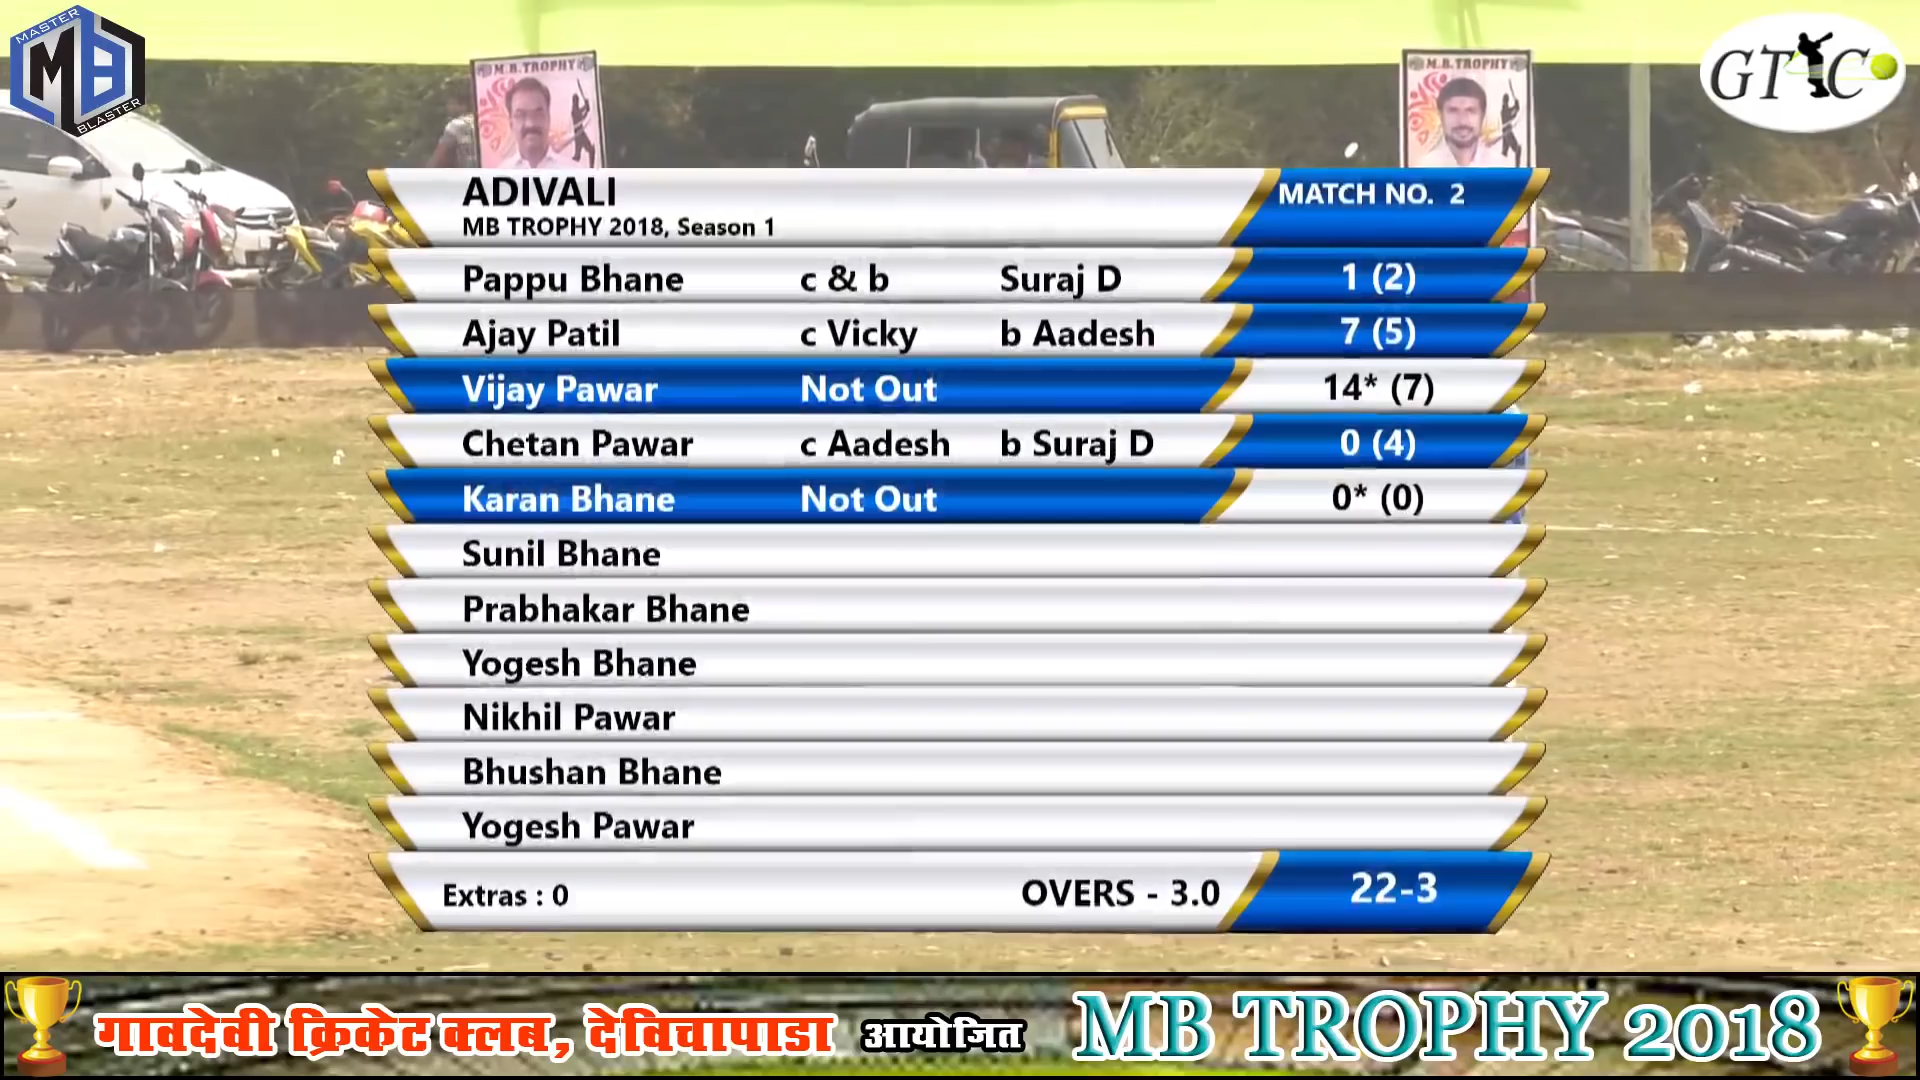 MASTER
MB
BLASTER
M.B.TROPHY
M.B.TROPHY
GTCC
ADIVALI
MATCH NO. 2
MB TROPHY 2018, Season 1
Pappu Bhane c & b Suraj D 1 (2)
Ajay Patil c Vicky b Aadesh 7 (5)
Vijay Pawar Not Out 14* (7)
Chetan Pawar c Aadesh b Suraj D 0 (4)
Karan Bhane Not Out 0* (0)
Sunil Bhane
Prabhakar Bhane
Yogesh Bhane
Nikhil Pawar
Bhushan Bhane
Yogesh Pawar
Extras : 0 OVERS - 3.0 22-3
गावदेवी क्रिकेट क्लब, देविचापाडा आयोजित MB TROPHY 2018